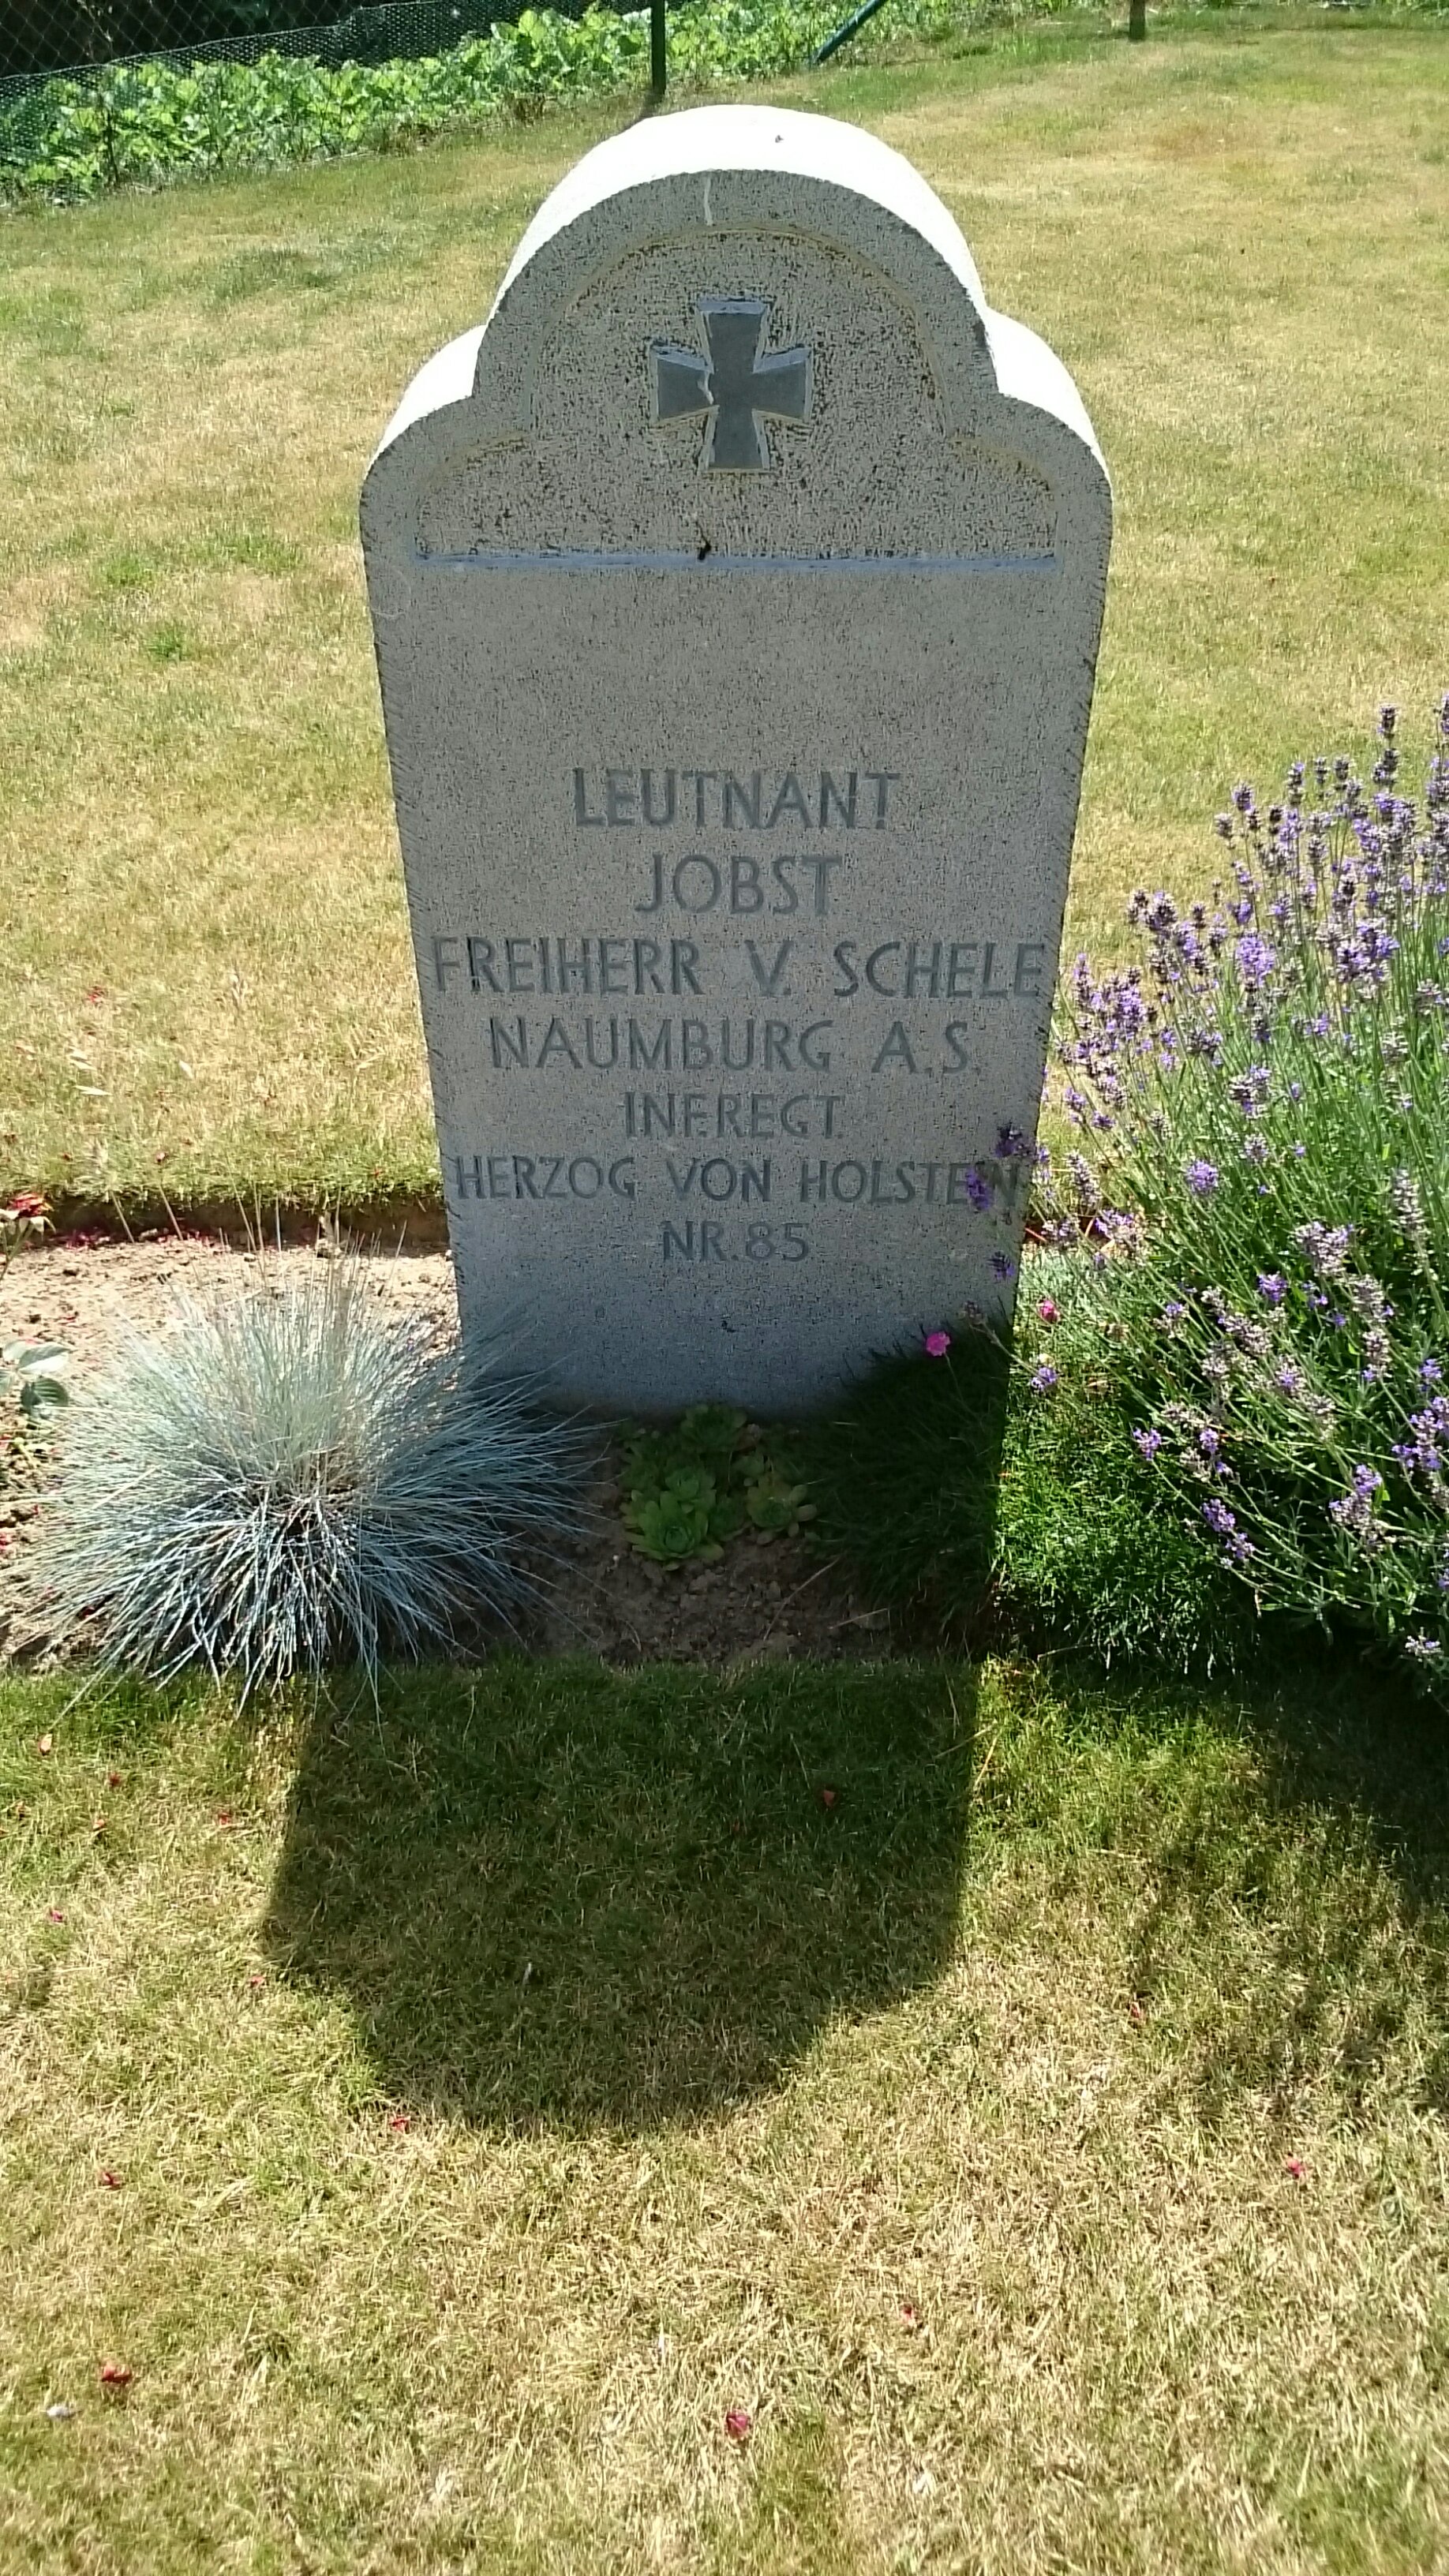 LEUTNANT
JOBST
FREIHERR V. SCHELE
NAUMBURG A.S.
INF.REGT.
HERZOG VON HOLSTEIN
NR.85